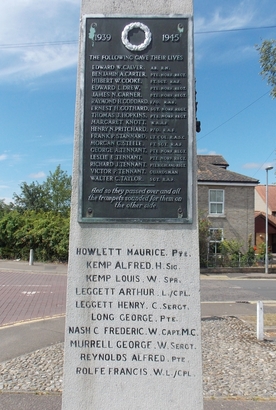 1939 1945
THE FOLLOWING GAVE THEIR LIVES
EDWARD W. CALVER.
BENJAMIN A. CARTER.
ROBERT W. COOKE.
EDWARD L. DREW.
JAMES N. GARNER.
RAYMOND H. CODDARD.
ERNEST H. GOTHARD.
THOMAS J. HOPKINS.
MARGARET KNOTT.
HENRY N. PRITCHARD.
FRANK P. STANNARD.
MORGAN C. STEELE.
GEORGE A. TENNANT.
LESLIE E. TENNANT.
RICHARD J. TENNANT.
VICTOR F. TENNANT.
WALTER C. TAYLOR.
And so they passed over and all
the trumpets sounded for them on
the other side
HOWLETT MAURICE. PTE.
KEMP ALFRED. H. SIG.
KEMP LOUIS. W. SPR.
LEGGETT ARTHUR. L/CPL.
LEGGETT HENRY. C. SERGT.
LONG GEORGE. PTE.
NASH C. FREDERIC. W. CAPT. M.C.
MURRELL GEORGE. W. SERGT.
REYNOLDS ALFRED. PTE.
ROLFE FRANCIS. W. L/CPL.